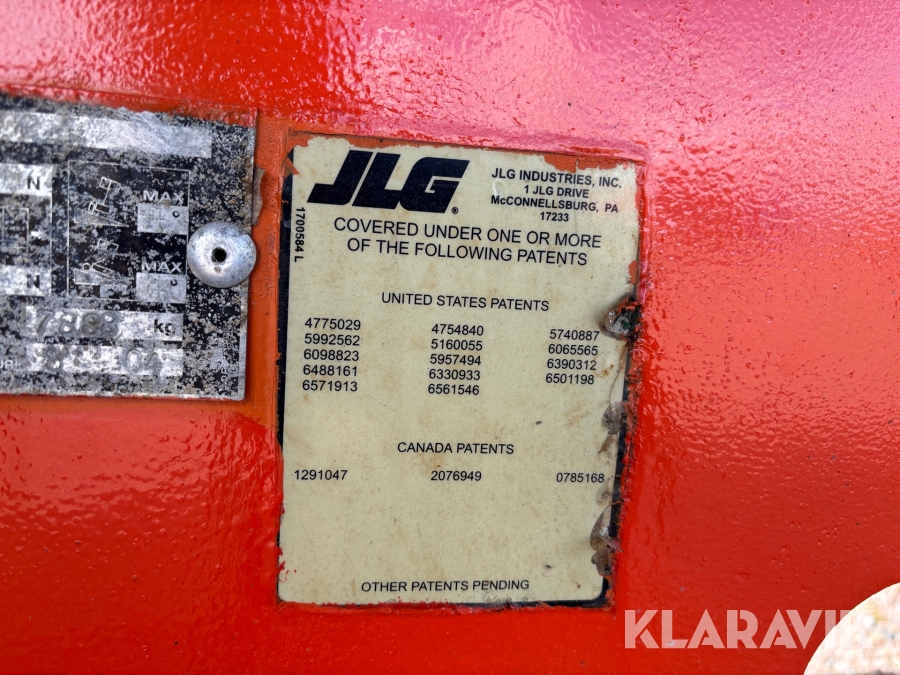 N
MAX
N
MAX
kg
JLG®
JLG INDUSTRIES, INC.
1 JLG DRIVE
McCONNELLSBURG, PA
17233
1700584 L
COVERED UNDER ONE OR MORE
OF THE FOLLOWING PATENTS
UNITED STATES PATENTS
4775029 4754840 5740887
5992562 5160055 6065565
6098823 5957494 6390312
6488161 6330933 6501198
6571913 6561546
CANADA PATENTS
1291047 2076949 0785168
OTHER PATENTS PENDING